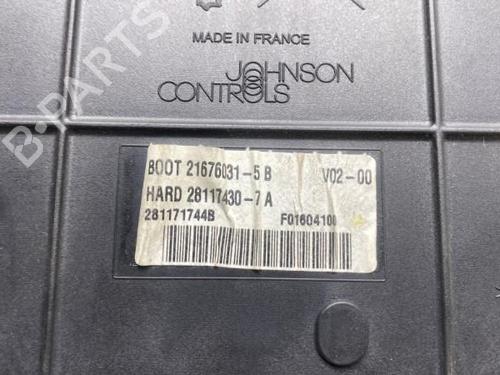 MADE IN FRANCE
JOHNSON
CONTROLS
BOOT 21676031-5 B V02-00
HARD 28117430-7 A
281171744B F01604100
B-PARTS